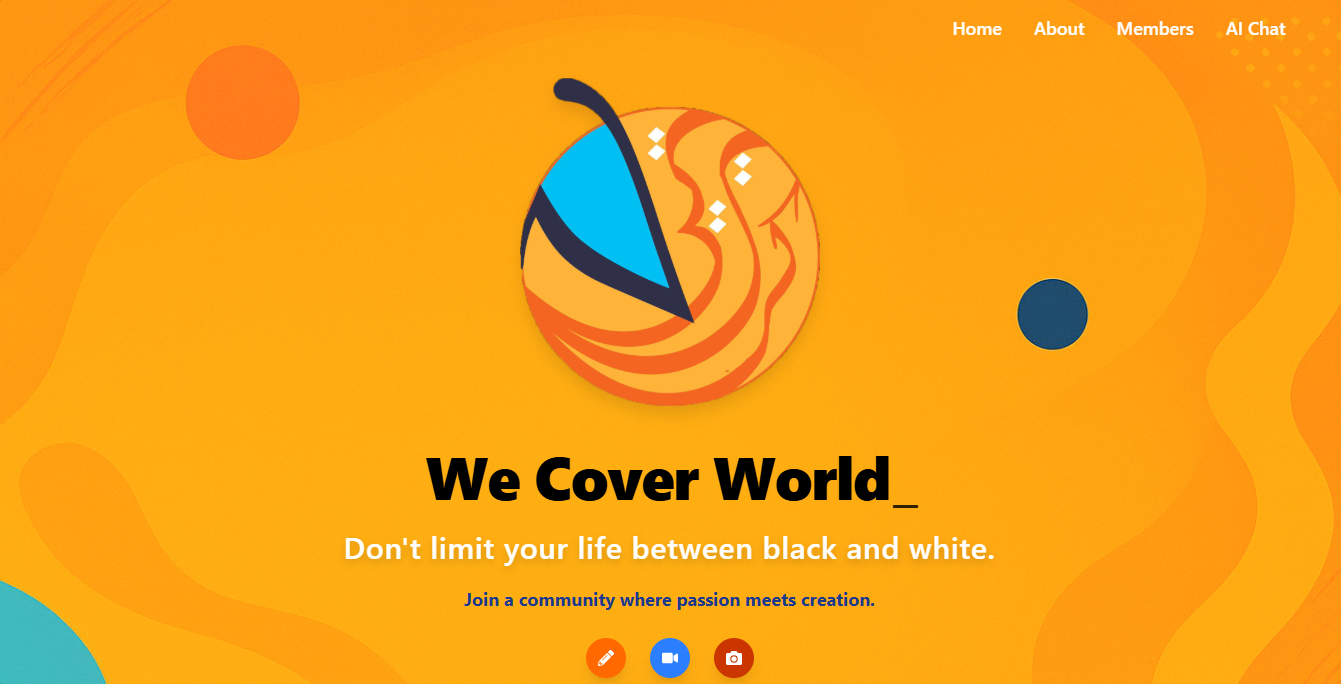 Home About Members AI Chat
We Cover World_
Don't limit your life between black and white.
Join a community where passion meets creation.